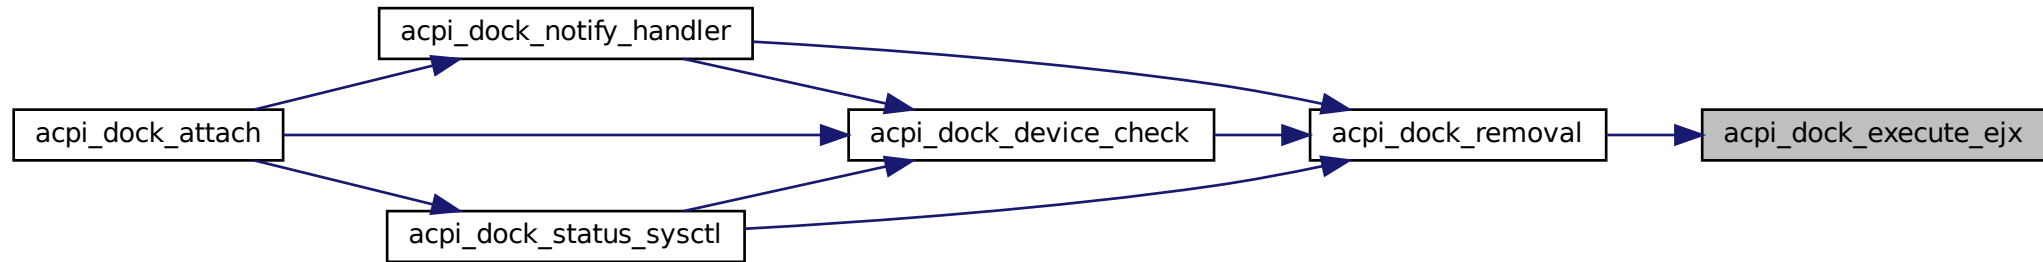 acpi_dock_notify_handler
acpi_dock_attach
acpi_dock_device_check
acpi_dock_removal
acpi_dock_execute_ejx
acpi_dock_status_sysctl